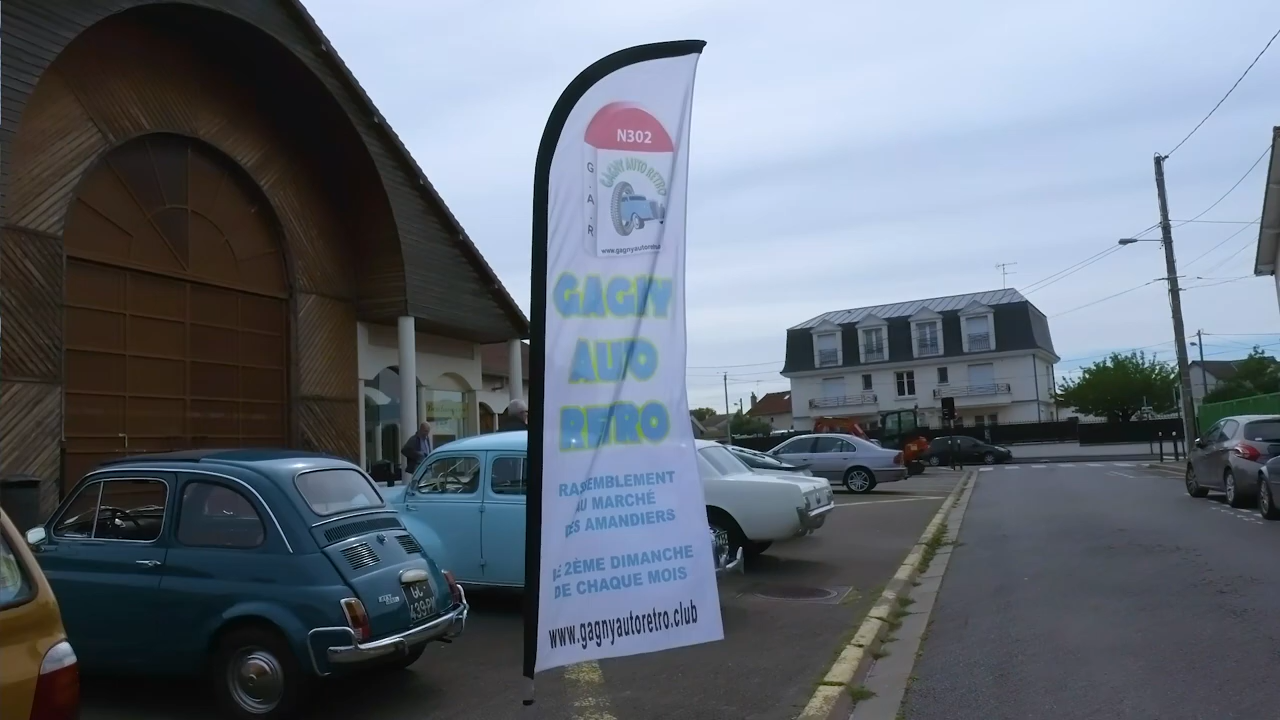 N302
G.A.R
GAGNY AUTO RETRO
www.gagnyautoretro
GAGNY
AUTO
RETRO
RASSEMBLEMENT
AU MARCHÉ
DES AMANDIERS
LE 2ÈME DIMANCHE
DE CHAQUE MOIS
www.gagnyautoretro.club